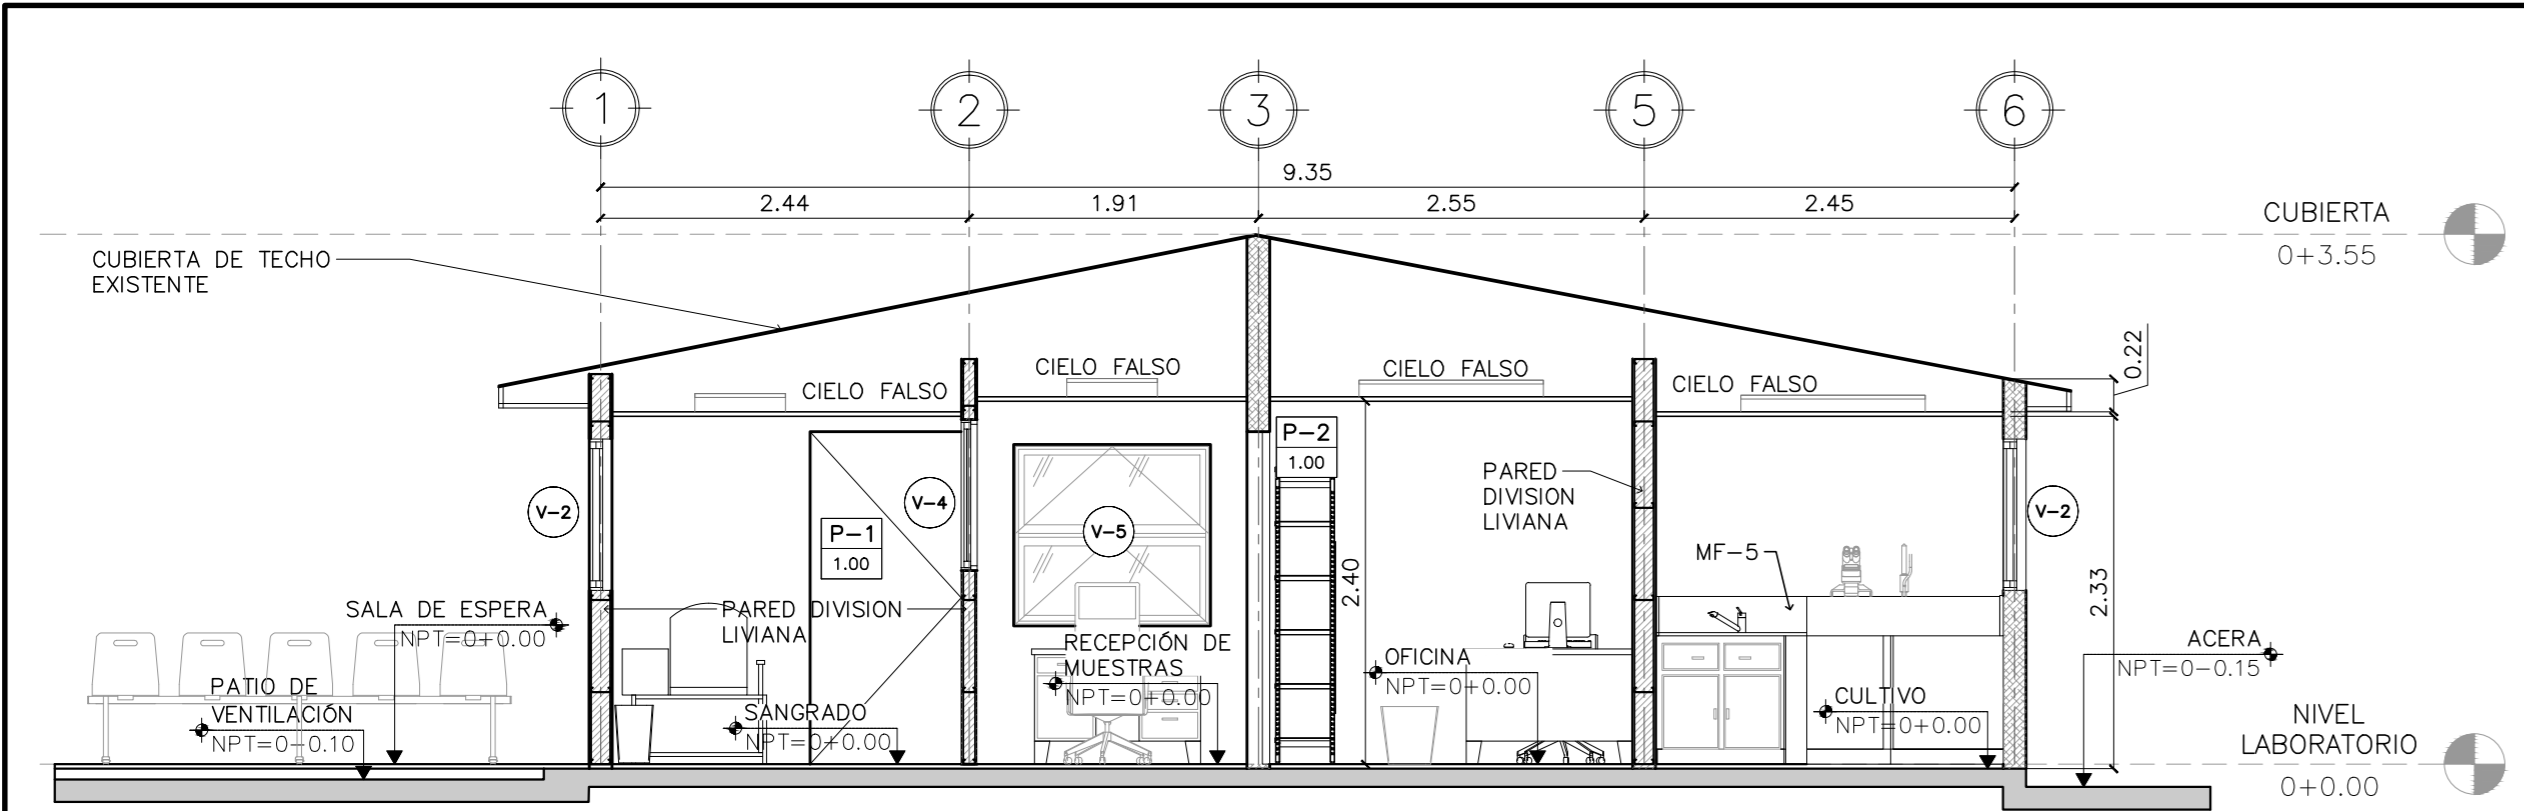 1
2
3
5
6
9.35
2.44
1.91
2.55
2.45
CUBIERTA
0+3.55
CUBIERTA DE TECHO
EXISTENTE
0.22
CIELO FALSO
CIELO FALSO
CIELO FALSO
CIELO FALSO
P-2
1.00
PARED
DIVISION
LIVIANA
V-2
V-4
V-5
V-2
P-1
1.00
MF-5
2.40
2.33
SALA DE ESPERA
NPT=0+0.00
PARED DIVISION
LIVIANA
RECEPCIÓN DE
MUESTRAS
NPT=0+0.00
OFICINA
NPT=0+0.00
ACERA
NPT=0-0.15
PATIO DE
VENTILACIÓN
NPT=0-0.10
SANGRADO
NPT=0+0.00
CULTIVO
NPT=0+0.00
NIVEL
LABORATORIO
0+0.00